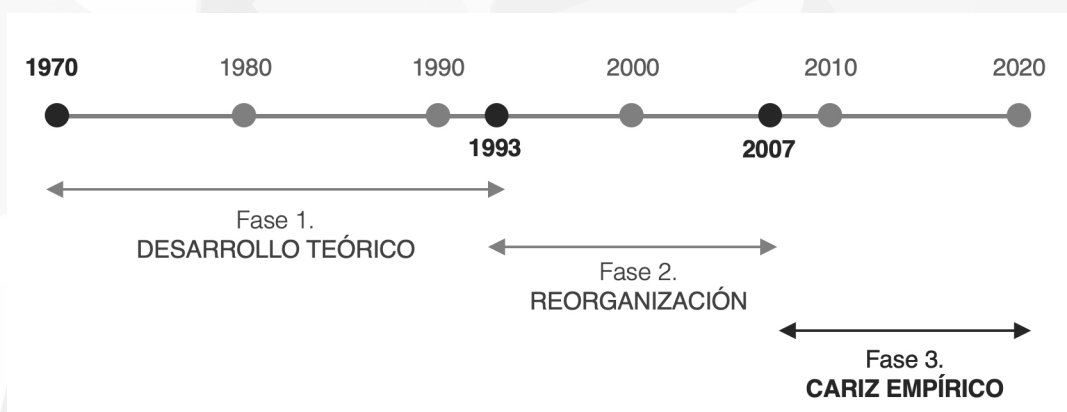 1970
1980
1990
2000
2010
2020
1993
2007
Fase 1.
DESARROLLO TEÓRICO
Fase 2.
REORGANIZACIÓN
Fase 3.
CARIZ EMPÍRICO